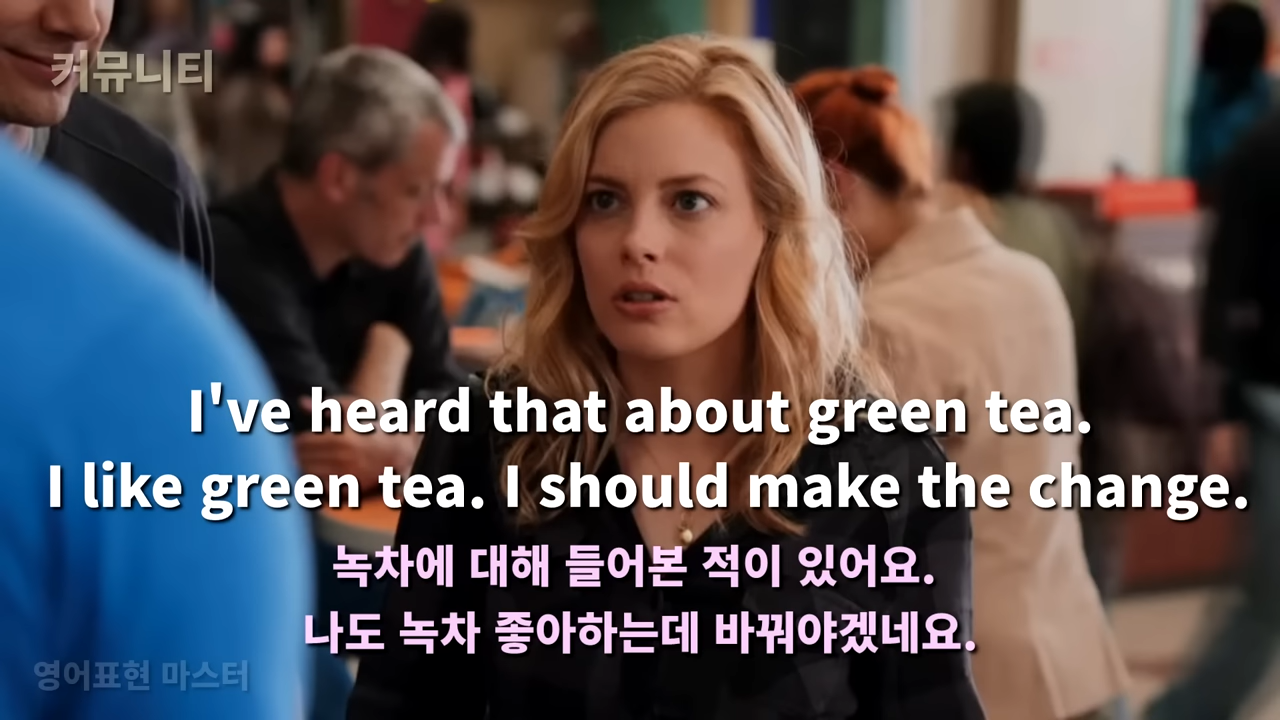 커뮤니티
I've heard that about green tea.
I like green tea. I should make the change.
녹차에 대해 들어본 적이 있어요.
나도 녹차 좋아하는데 바꿔야겠네요.
영어표현 마스터